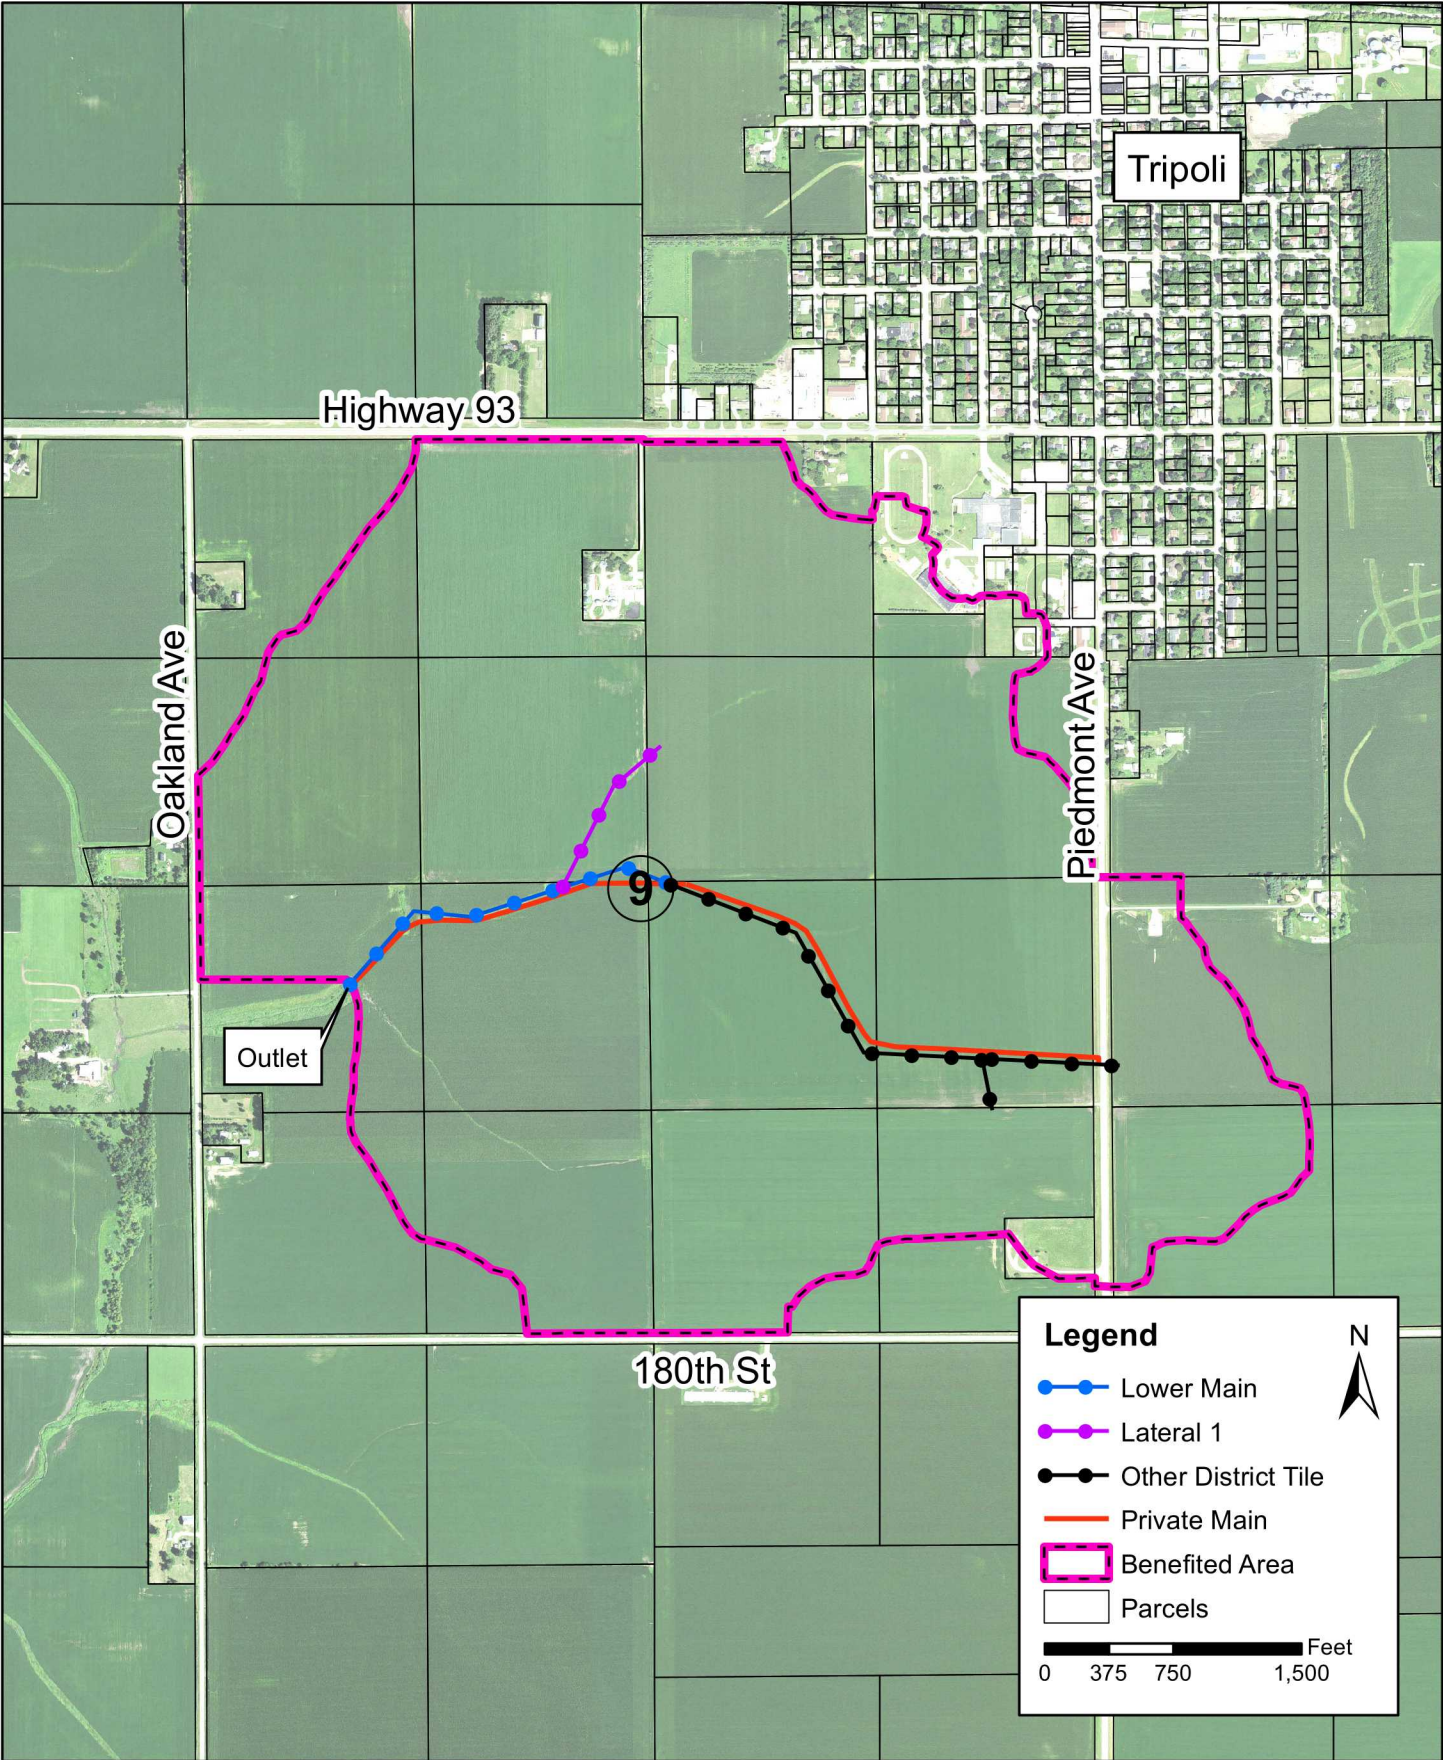 Tripoli
Highway 93
Oakland Ave
Piedmont Ave
9
Outlet
180th St
Legend
N
Lower Main
Lateral 1
Other District Tile
Private Main
Benefited Area
Parcels
Feet
0 375 750 1,500